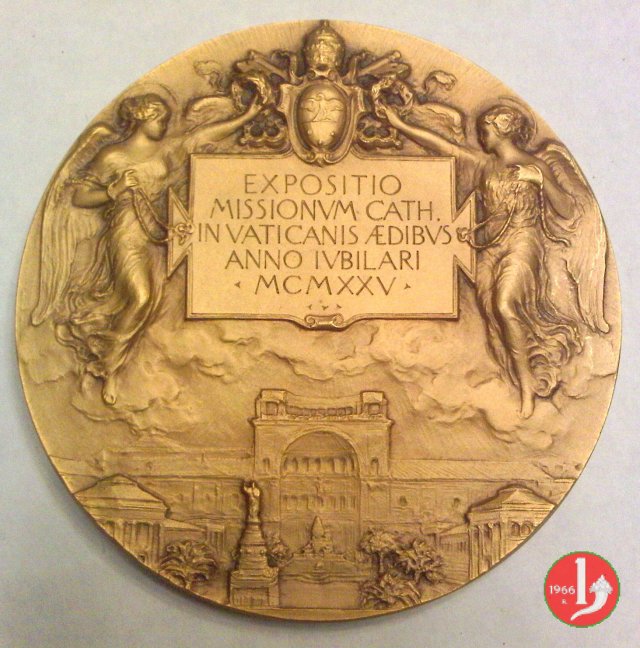 EXPOSITIO
MISSIONVM CATH.
IN VATICANIS ÆDIBVS
ANNO IVBILARI
MCMXXV
1966
R.